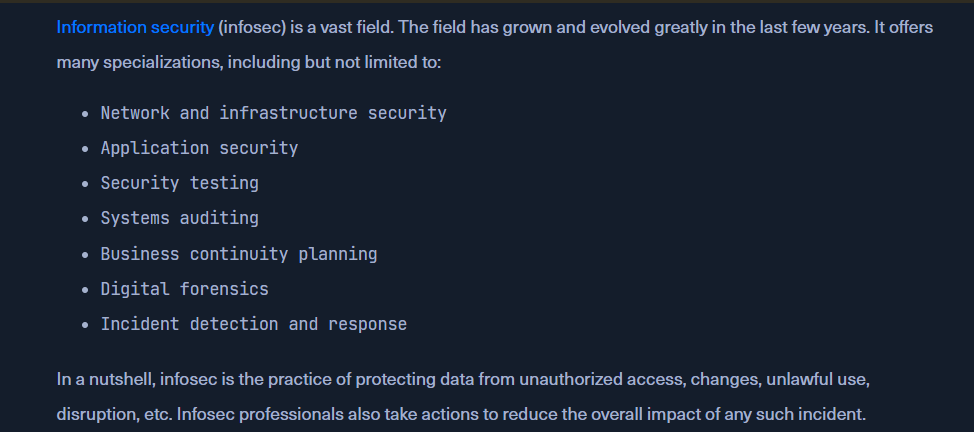 Information security (infosec) is a vast field. The field has grown and evolved greatly in the last few years. It offers
many specializations, including but not limited to:
• Network and infrastructure security
• Application security
• Security testing
• Systems auditing
• Business continuity planning
• Digital forensics
• Incident detection and response
In a nutshell, infosec is the practice of protecting data from unauthorized access, changes, unlawful use,
disruption, etc. Infosec professionals also take actions to reduce the overall impact of any such incident.